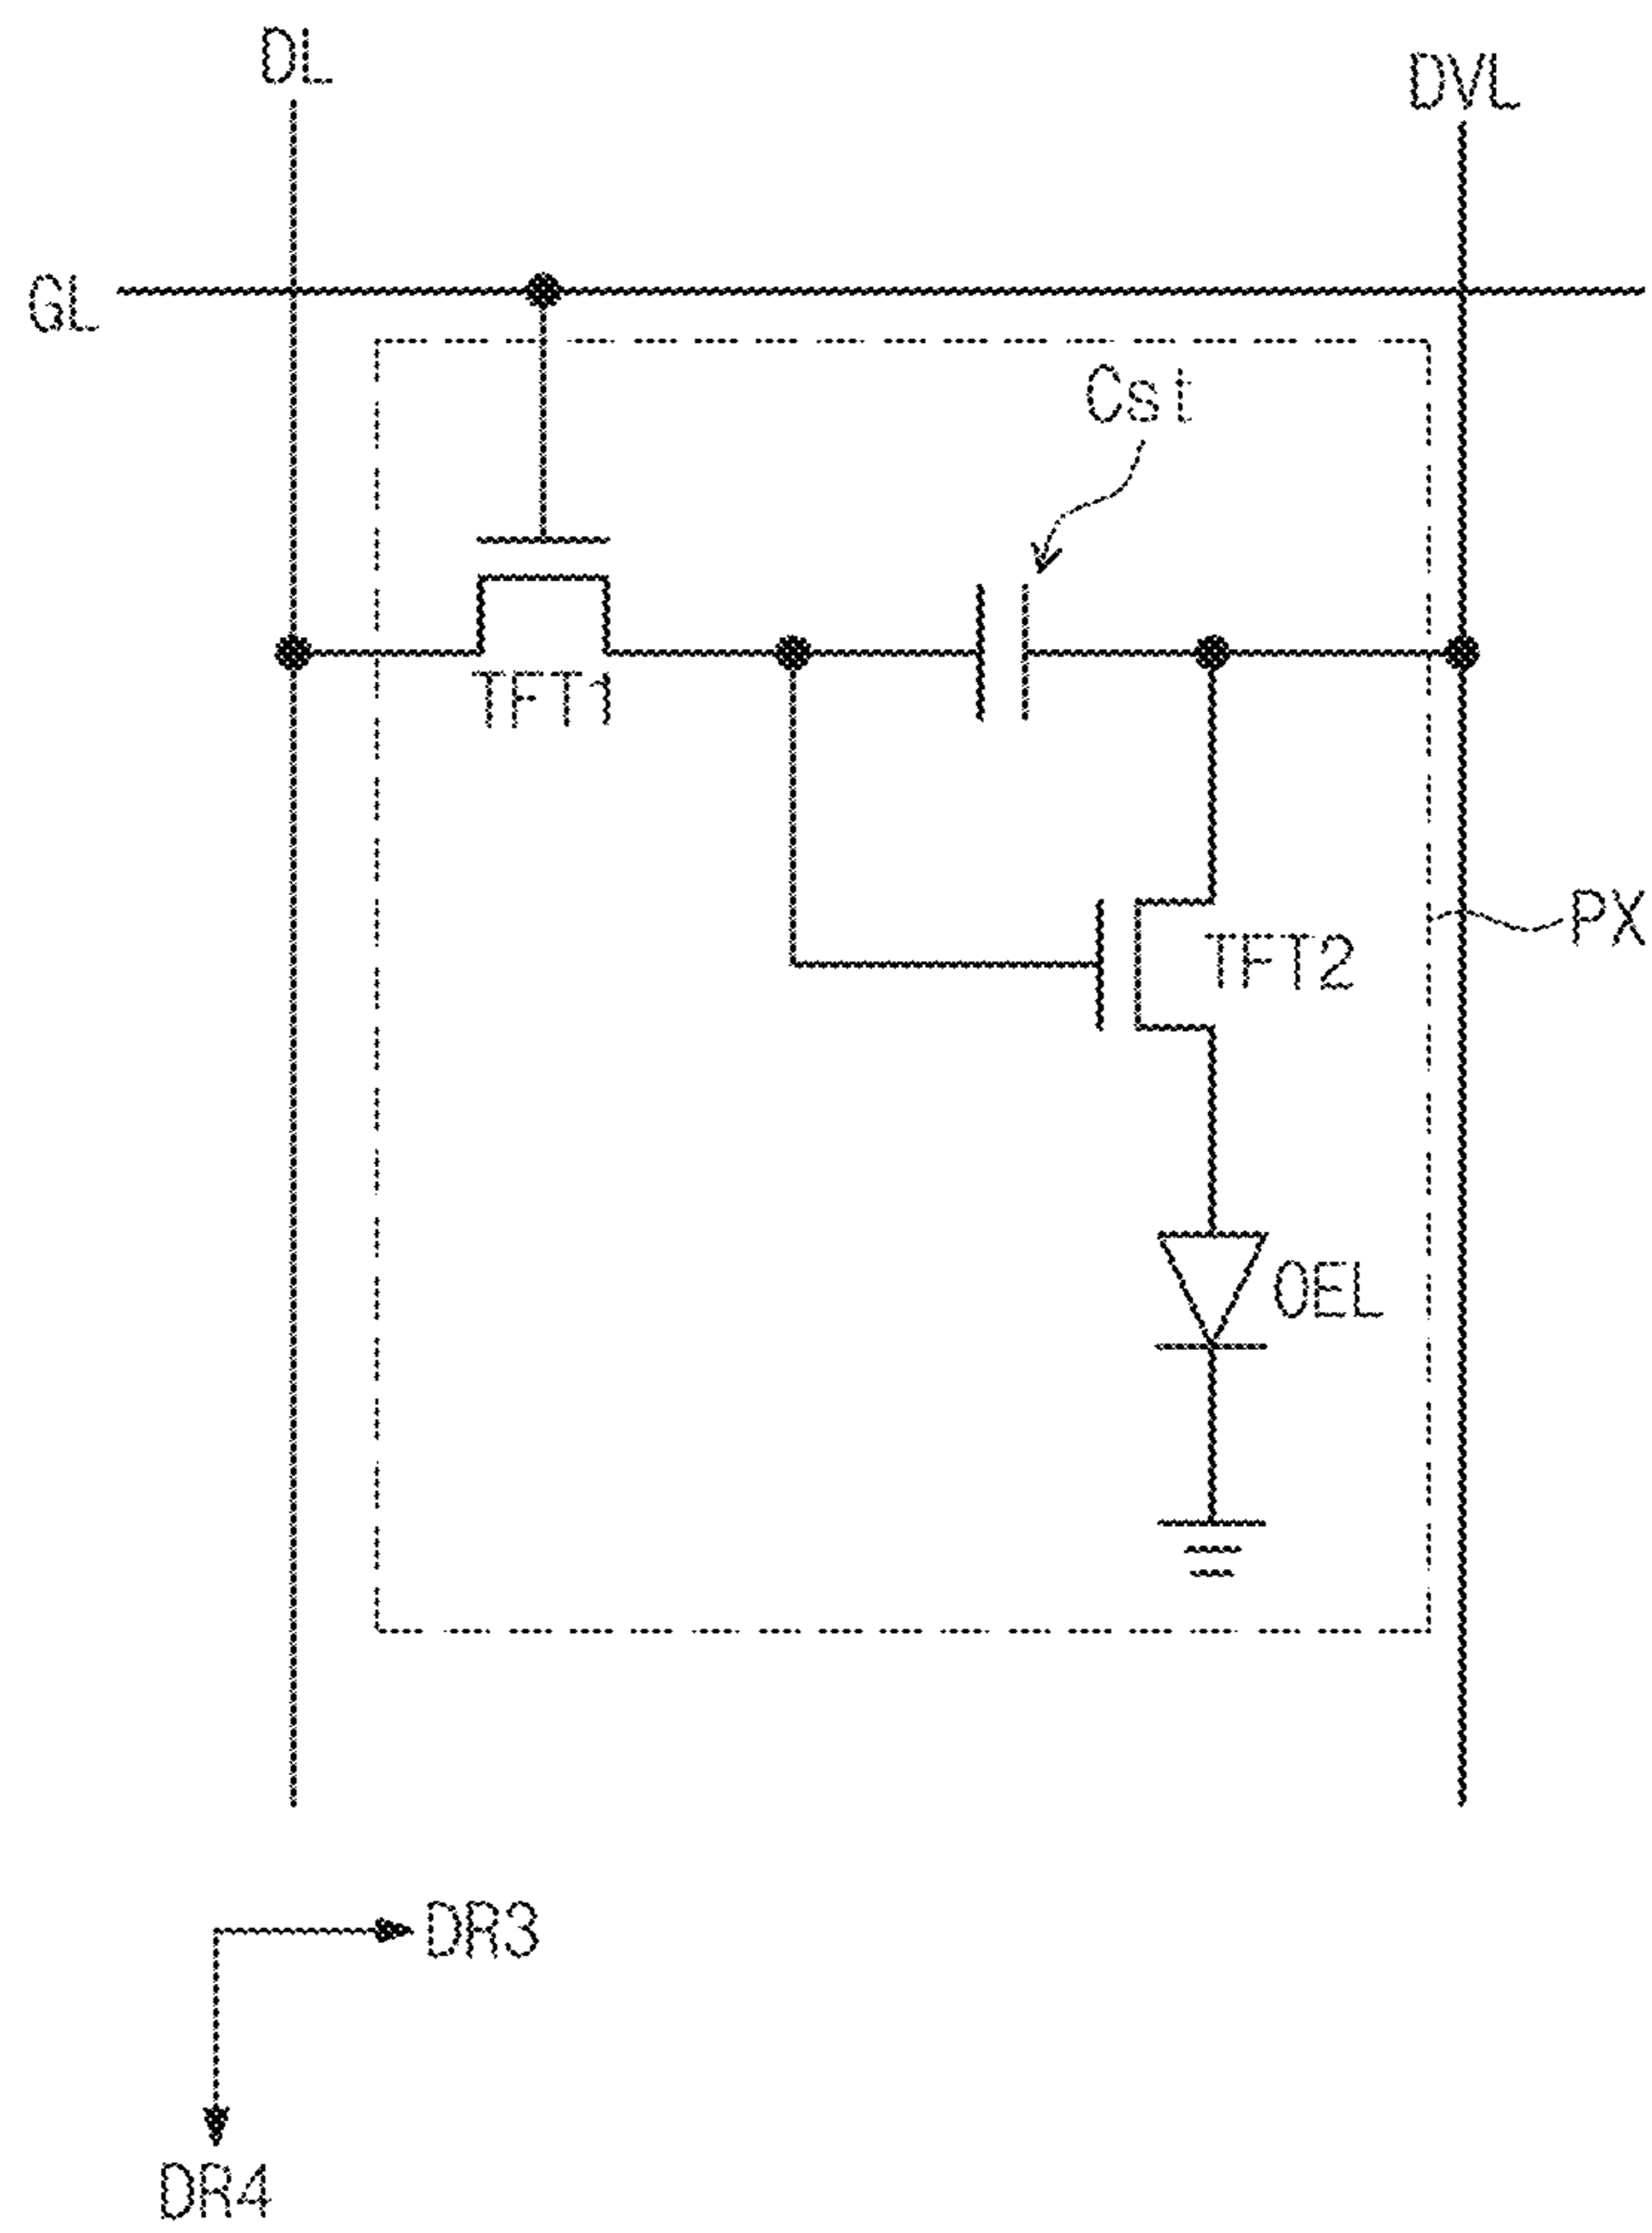 DL
DVL
GL
Cst
TFT1
PX
TFT2
OEL
DR3
DR4